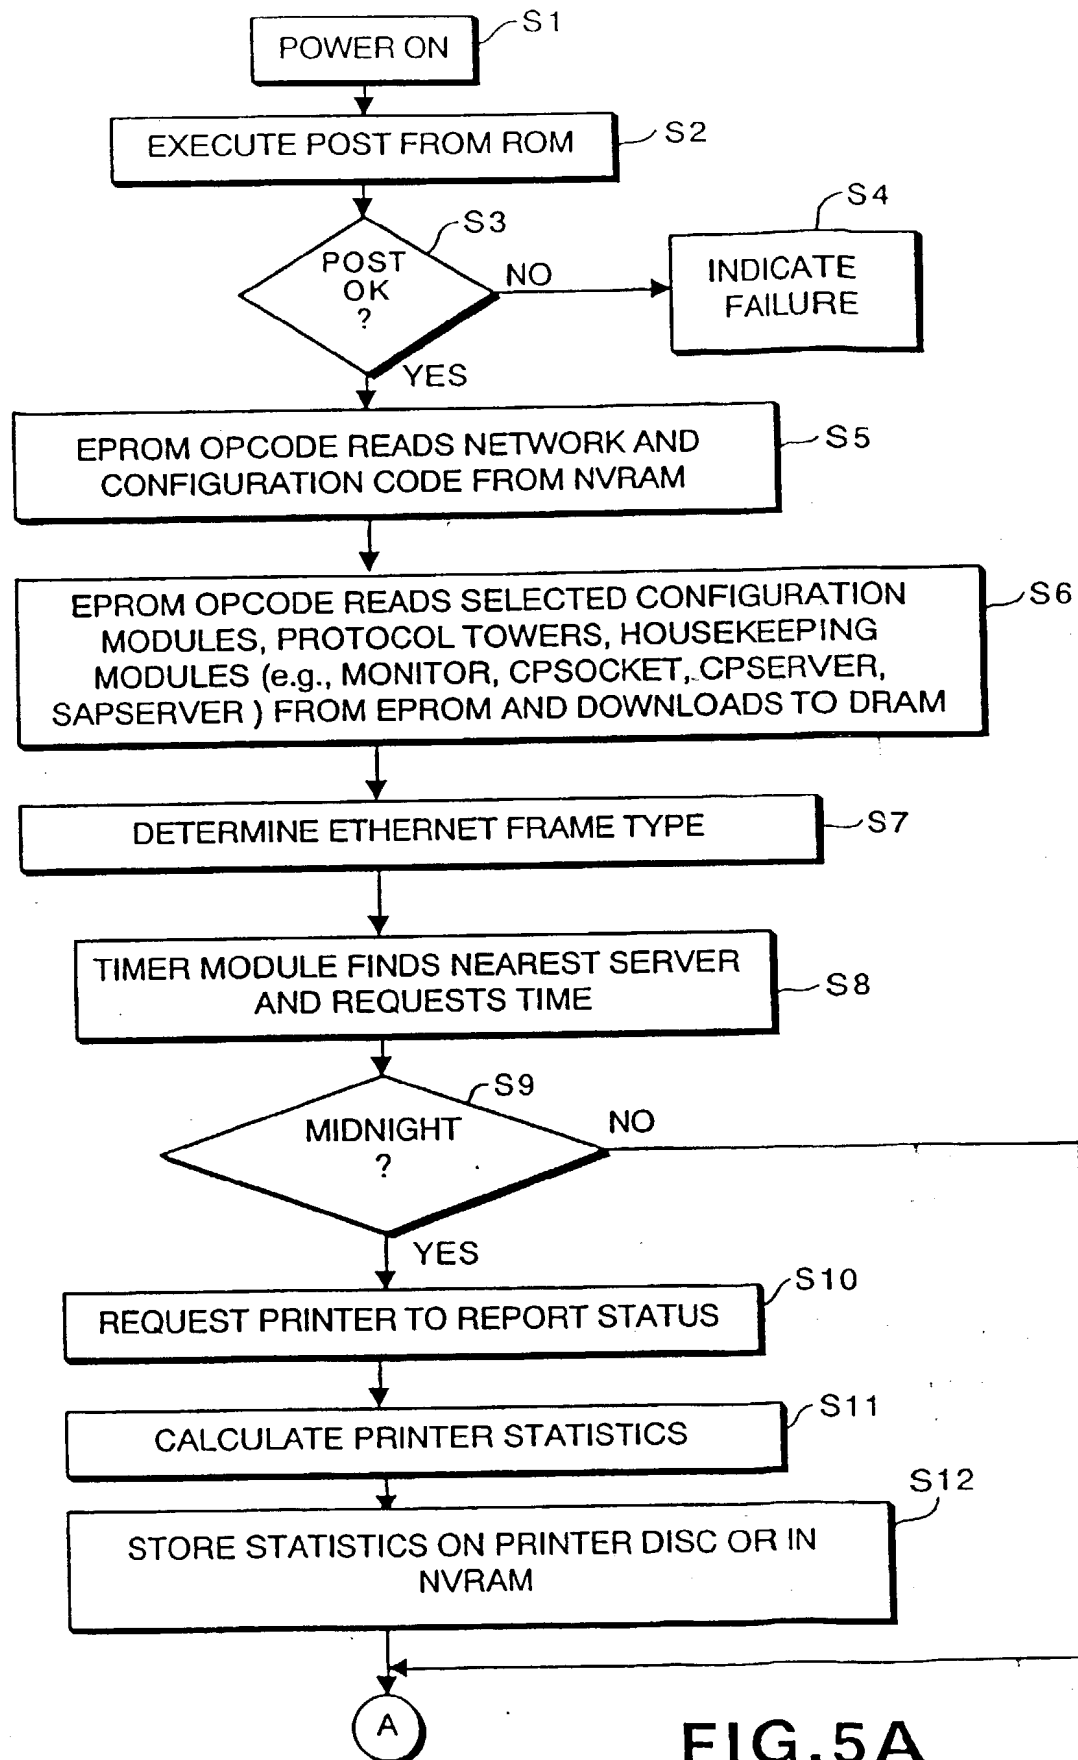 S1
POWER ON
EXECUTE POST FROM ROM
S2
S3
S4
POST
OK
?
NO
INDICATE
FAILURE
YES
EPROM OPCODE READS NETWORK AND
CONFIGURATION CODE FROM NVRAM
S5
EPROM OPCODE READS SELECTED CONFIGURATION
MODULES, PROTOCOL TOWERS, HOUSEKEEPING
MODULES (e.g., MONITOR, CPSOCKET, CPSERVER,
SAPSERVER ) FROM EPROM AND DOWNLOADS TO DRAM
S6
DETERMINE ETHERNET FRAME TYPE
S7
TIMER MODULE FINDS NEAREST SERVER
AND REQUESTS TIME
S8
S9
MIDNIGHT
?
NO
YES
S10
REQUEST PRINTER TO REPORT STATUS
S11
CALCULATE PRINTER STATISTICS
S12
STORE STATISTICS ON PRINTER DISC OR IN
NVRAM
A
FIG.5A